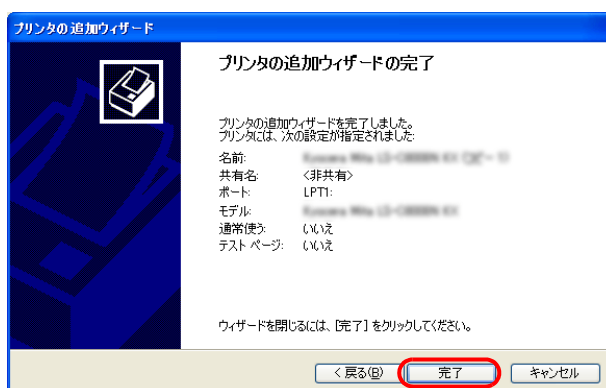 プリンタの追加ウィザード
プリンタの追加ウィザードの完了
プリンタの追加ウィザードを完了しました。
プリンタには、次の設定が指定されました:
名前:
共有名: <非共有>
ポート: LPT1:
モデル:
通常使う: いいえ
テスト ページ: いいえ
ウィザードを閉じるには、[完了] をクリックしてください。
< 戻る(B) 完了 キャンセル